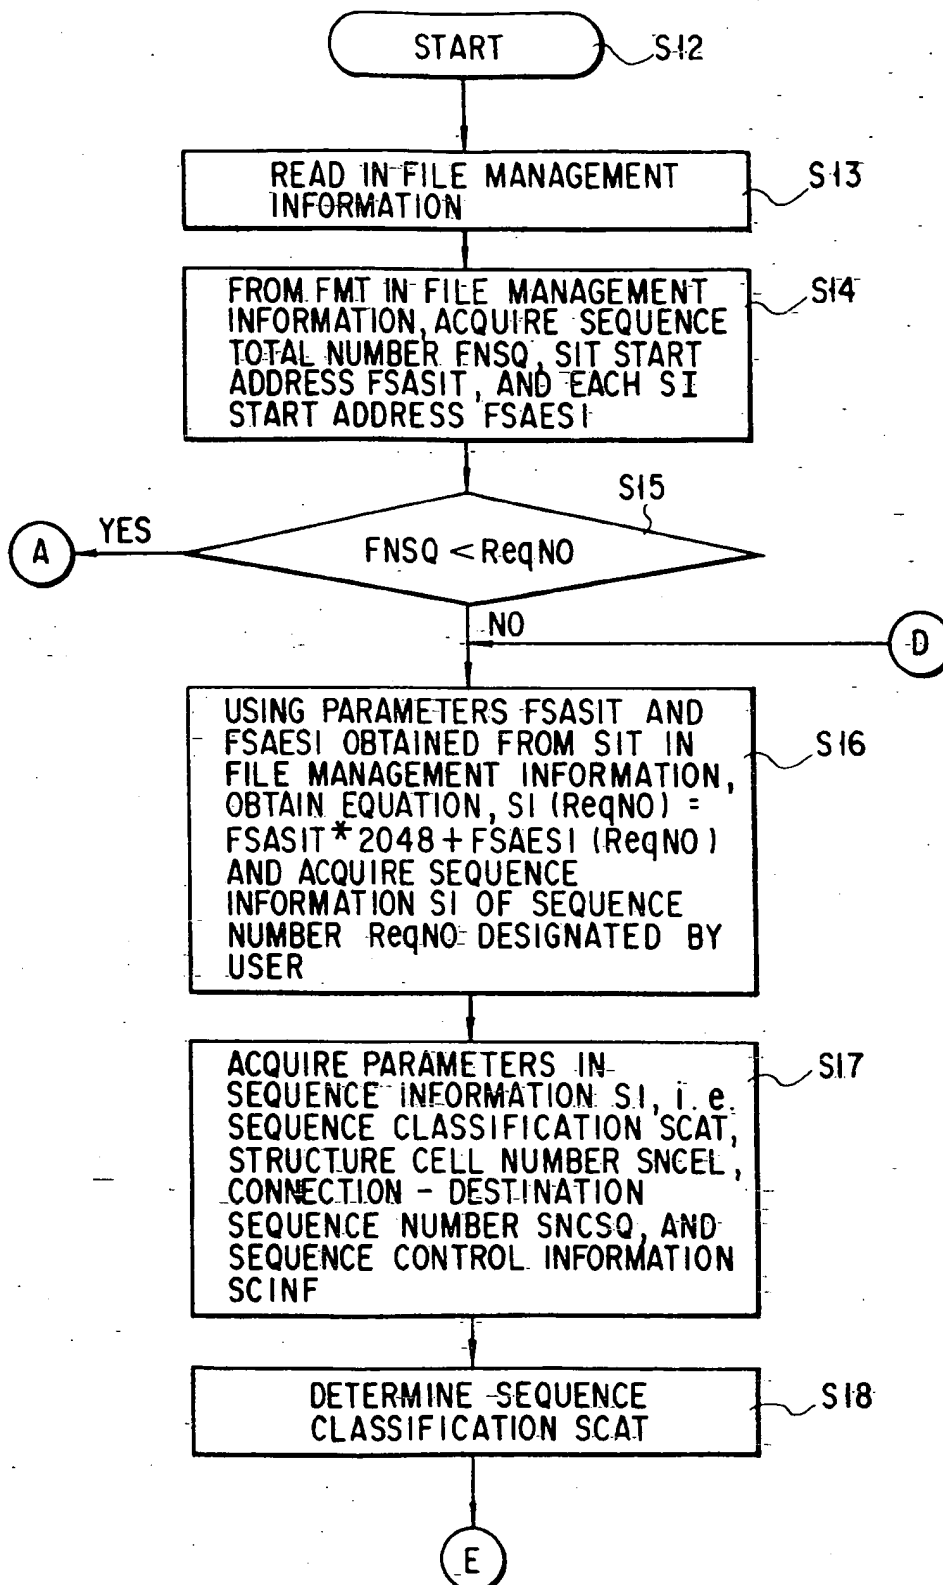 START
S12
READ IN FILE MANAGEMENT
INFORMATION
S13
FROM FMT IN FILE MANAGEMENT
INFORMATION, ACQUIRE SEQUENCE
TOTAL NUMBER FNSQ, SIT START
ADDRESS FSASIT, AND EACH SI
START ADDRESS FSAESI
S14
S15
FNSQ < ReqNO
YES
A
NO
D
USING PARAMETERS FSASIT AND
FSAESI OBTAINED FROM SIT IN
FILE MANAGEMENT INFORMATION,
OBTAIN EQUATION, SI (ReqNO) =
FSASIT * 2048 + FSAESI (ReqNO)
AND ACQUIRE SEQUENCE
INFORMATION SI OF SEQUENCE
NUMBER ReqNO DESIGNATED BY
USER
S16
ACQUIRE PARAMETERS IN
SEQUENCE INFORMATION SI, i.e.
SEQUENCE CLASSIFICATION SCAT,
STRUCTURE CELL NUMBER SNCEL,
CONNECTION - DESTINATION
SEQUENCE NUMBER SNCSQ, AND
SEQUENCE CONTROL INFORMATION
SCINF
S17
DETERMINE SEQUENCE
CLASSIFICATION SCAT
S18
E